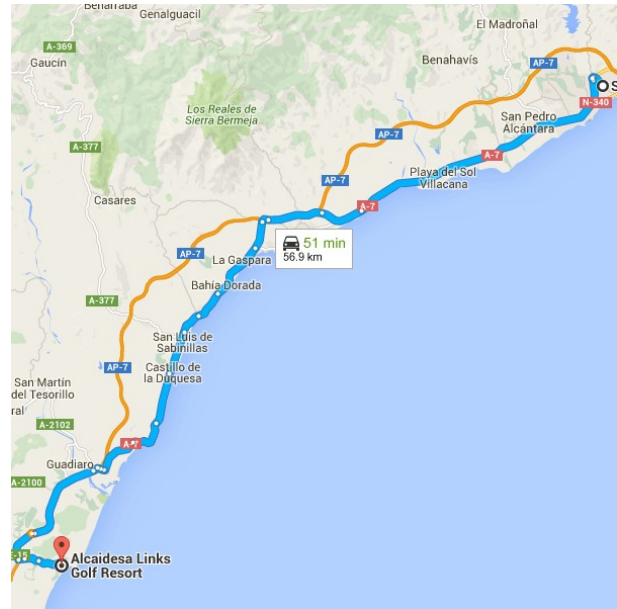 Benarrabá
Genalguacil
El Madroñal
A-369
Gaucín
Benahavís
AP-7
S
Los Reales de
Sierra Bermeja
N-340
San Pedro
Alcántara
AP-7
A-377
AP-7
A-7
Playa del Sol
Villacana
Casares
A-7
51 min
56.9 km
AP-7
La Gaspara
Bahía Dorada
A-377
San Luis de
Sabinillas
AP-7
Castillo de
la Duquesa
San Martín
del Tesorillo
ral
A-2102
A-7
Guadiaro
A-2100
E-15
Alcaidesa Links
Golf Resort